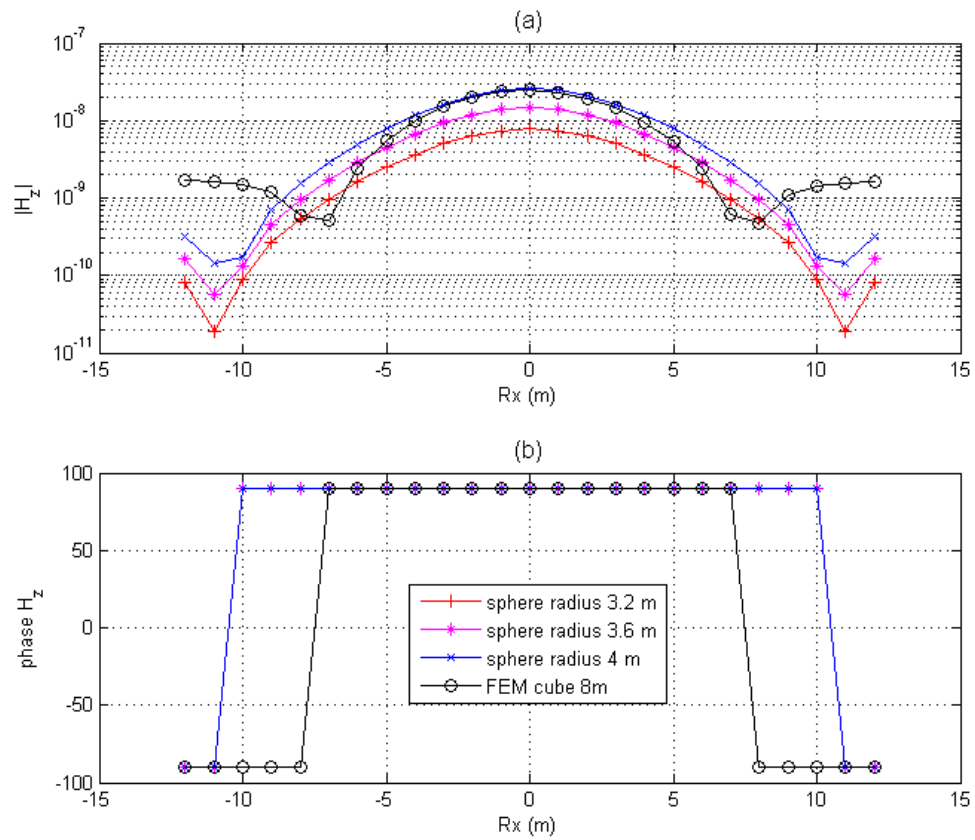 (a)
10^-7
10^-8
10^-9
10^-10
10^-11
|H_z|
-15 -10 -5 0 5 10 15
Rx (m)
(b)
100
50
0
-50
-100
phase H_z
sphere radius 3.2 m
sphere radius 3.6 m
sphere radius 4 m
FEM cube 8m
-15 -10 -5 0 5 10 15
Rx (m)